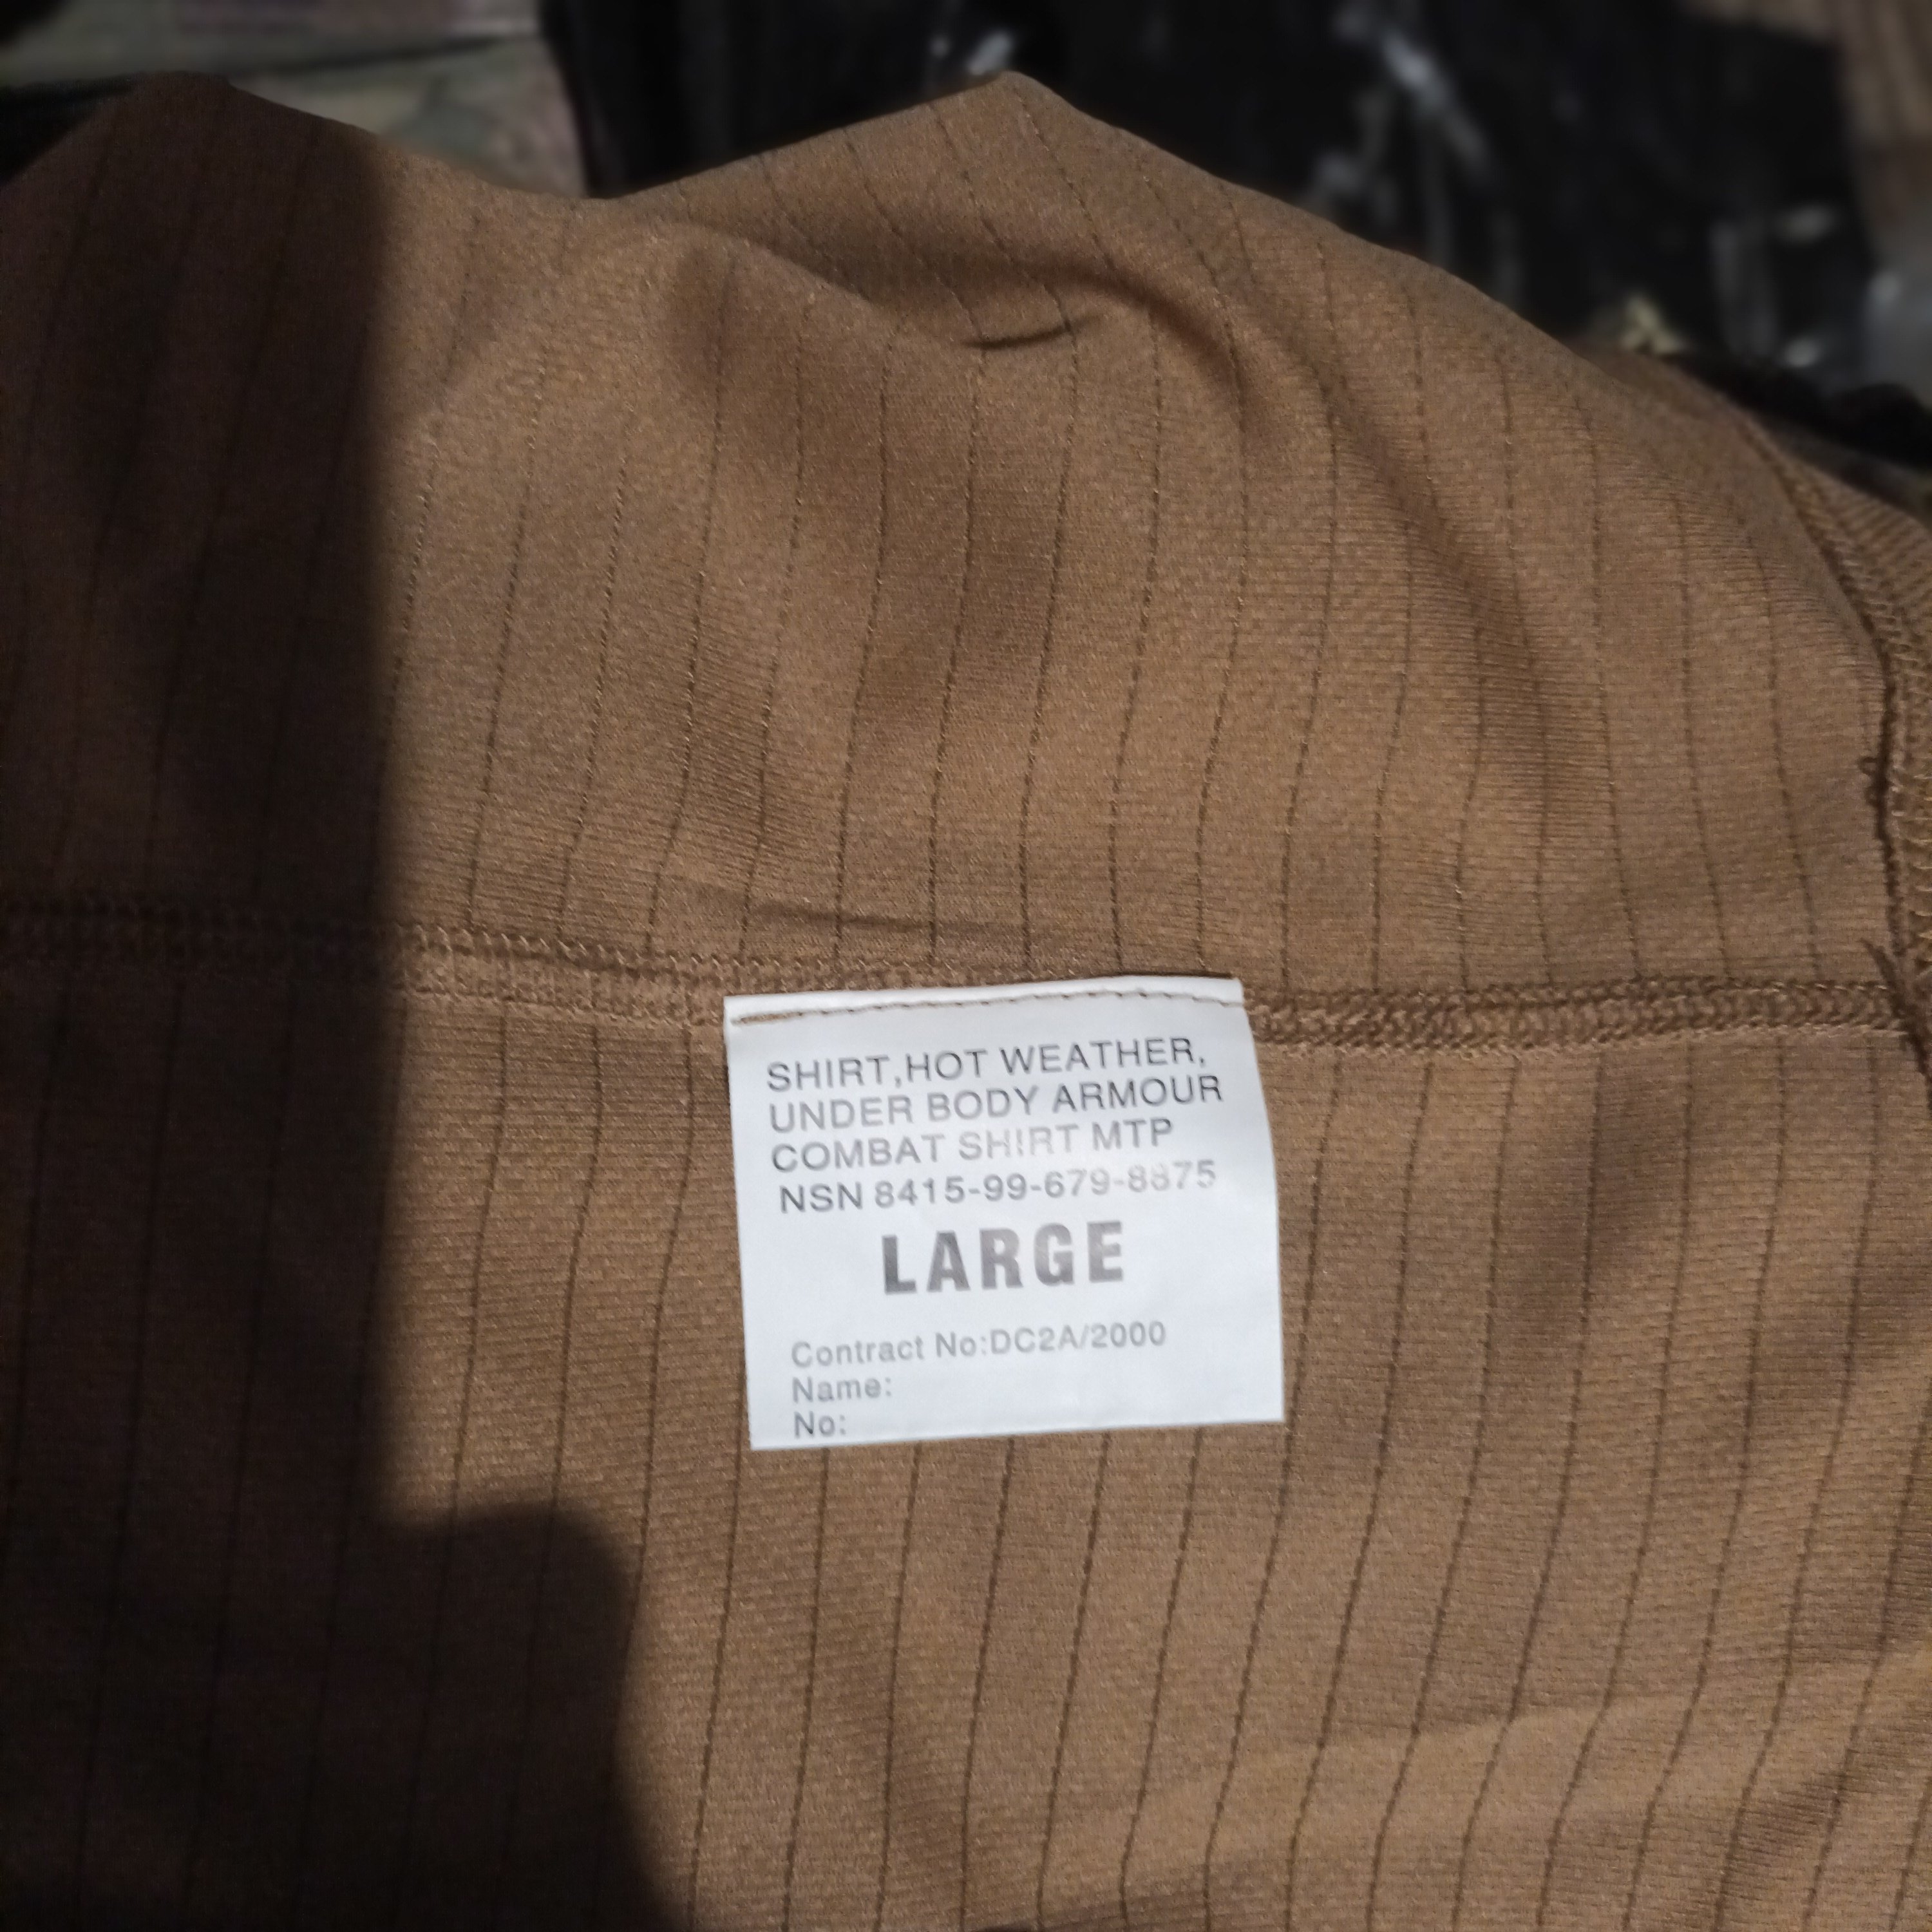 SHIRT,HOT WEATHER,
UNDER BODY ARMOUR
COMBAT SHIRT MTP
NSN 8415-99-679-8875
LARGE
Contract No:DC2A/2000
Name:
No: